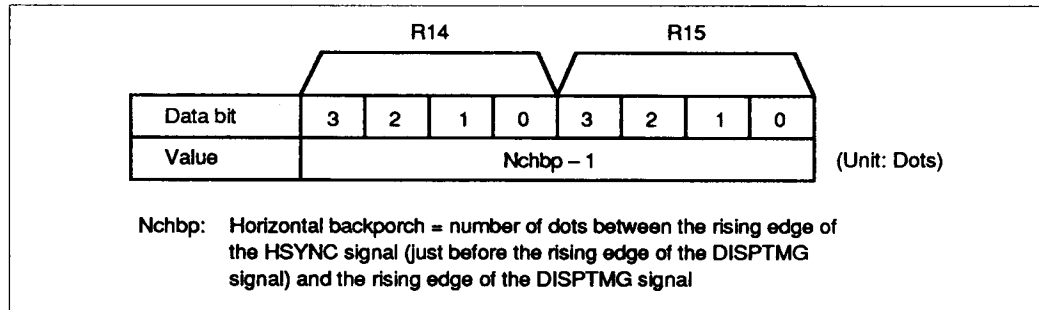 R14 R15
Data bit 3 2 1 0 3 2 1 0
Value Nchbp – 1 (Unit: Dots)
Nchbp: Horizontal backporch = number of dots between the rising edge of
the HSYNC signal (just before the rising edge of the DISPTMG
signal) and the rising edge of the DISPTMG signal